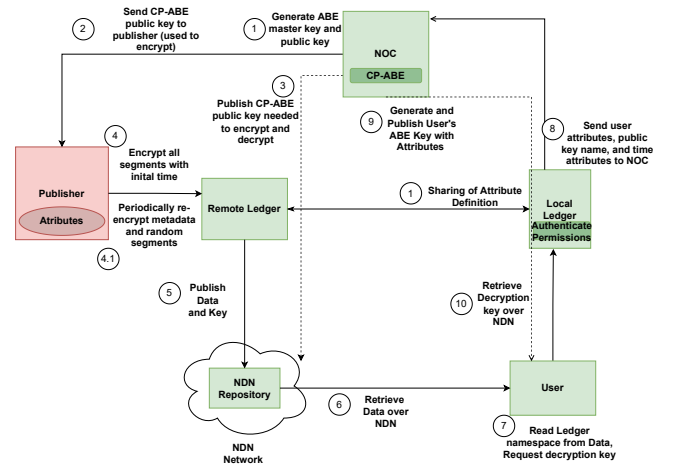 2
Send CP-ABE
public key to
publisher (used to
encrypt)
1
Generate ABE
master key and
public key
NOC
CP-ABE
3
Publish CP-ABE
public key needed
to encrypt and
decrypt
9
Generate and
Publish User's
ABE Key with
Attributes
8
Send user
attributes, public
key name, and time
attributes to NOC
4
Encrypt all
segments with
inital time
Publisher
Atributes
Periodically re-
encrypt metadata
and random
segments
4.1
Remote Ledger
1
Sharing of Attribute
Definition
Local
Ledger
Authenticate
Permissions
5
Publish
Data
and Key
10
Retrieve
Decryption
key over
NDN
NDN
Repository
NDN
Network
6
Retrieve
Data over
NDN
User
7
Read Ledger
namespace from Data,
Request decryption key